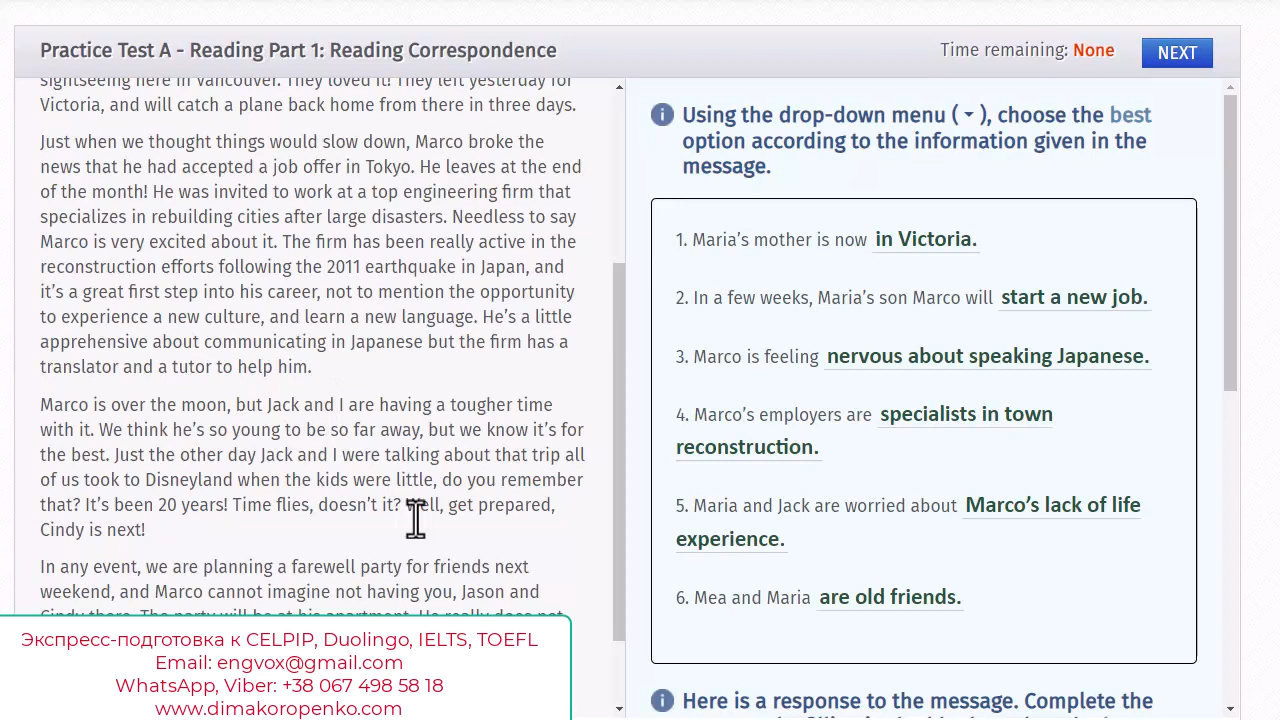 Practice Test A - Reading Part 1: Reading Correspondence
Time remaining: None
NEXT
sightseeing here in Vancouver. They loved it! They left yesterday for
Victoria, and will catch a plane back home from there in three days.
Just when we thought things would slow down, Marco broke the
news that he had accepted a job offer in Tokyo. He leaves at the end
of the month! He was invited to work at a top engineering firm that
specializes in rebuilding cities after large disasters. Needless to say
Marco is very excited about it. The firm has been really active in the
reconstruction efforts following the 2011 earthquake in Japan, and
it's a great first step into his career, not to mention the opportunity
to experience a new culture, and learn a new language. He's a little
apprehensive about communicating in Japanese but the firm has a
translator and a tutor to help him.
Marco is over the moon, but Jack and I are having a tougher time
with it. We think he's so young to be so far away, but we know it's for
the best. Just the other day Jack and I were talking about that trip all
of us took to Disneyland when the kids were little, do you remember
that? It's been 20 years! Time flies, doesn't it? Well, get prepared,
Cindy is next!
In any event, we are planning a farewell party for friends next
weekend, and Marco cannot imagine not having you, Jason and
Cindy there. The party will be at his apartment. He really does not
Экспресс-подготовка к CELPIP, Duolingo, IELTS, TOEFL
Email: engvox@gmail.com
WhatsApp, Viber: +38 067 498 58 18
www.dimakoropenko.com
Using the drop-down menu ( ), choose the best
option according to the information given in the
message.
1. Maria's mother is now in Victoria.
2. In a few weeks, Maria's son Marco will start a new job.
3. Marco is feeling nervous about speaking Japanese.
4. Marco's employers are specialists in town
reconstruction.
5. Maria and Jack are worried about Marco's lack of life
experience.
6. Mea and Maria are old friends.
Here is a response to the message. Complete the